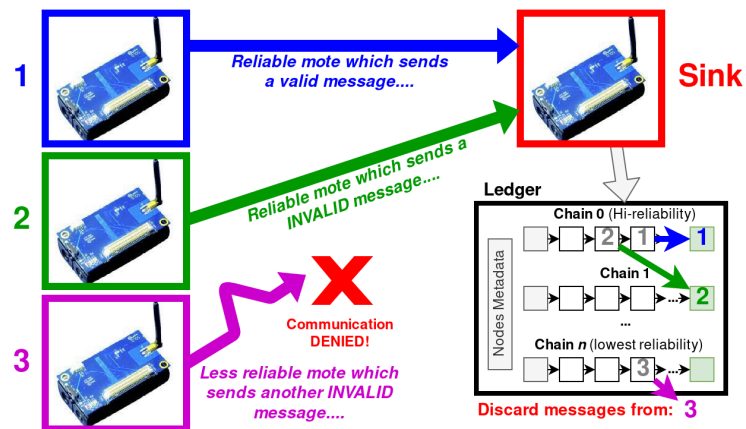 1
Reliable mote which sends
a valid message....
Sink
2
Reliable mote which sends a
INVALID message....
3
Communication
DENIED!
Less reliable mote which
sends another INVALID
message....
Ledger
Nodes Metadata
Chain 0 (Hi-reliability)
2 1 1
Chain 1
... 2
...
Chain n (lowest reliability)
3 ...
Discard messages from: 3